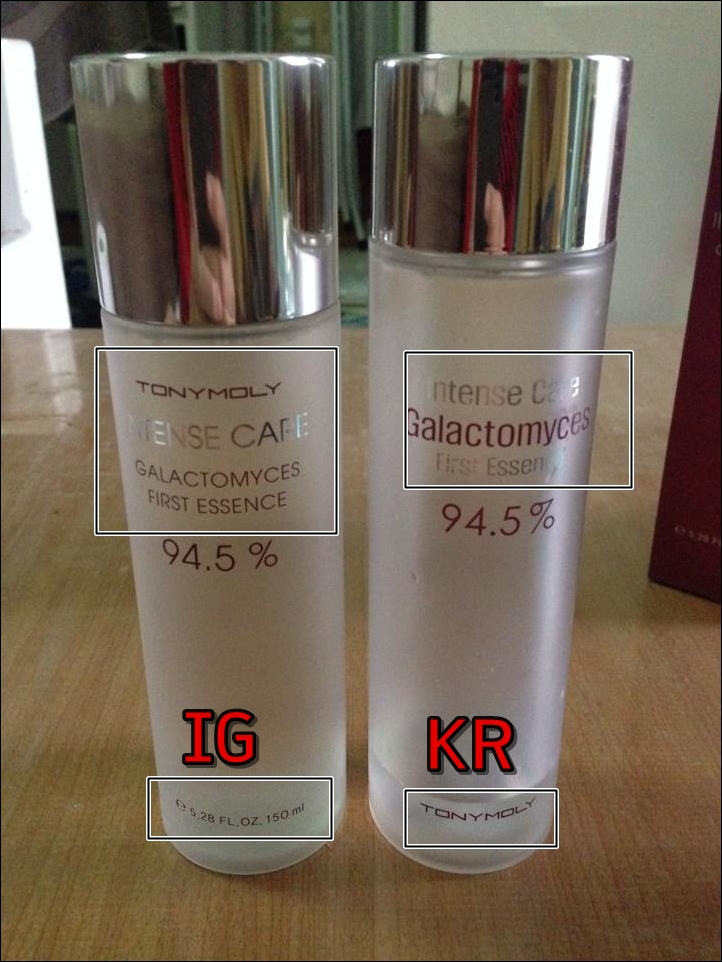 TONYMOLY
INTENSE CARE
GALACTOMYCES
FIRST ESSENCE
94.5 %
IG
℮ 5.28 FL.OZ. 150 ml
Intense Care
Galactomyces
First Essence
94.5 %
KR
TONYMOLY